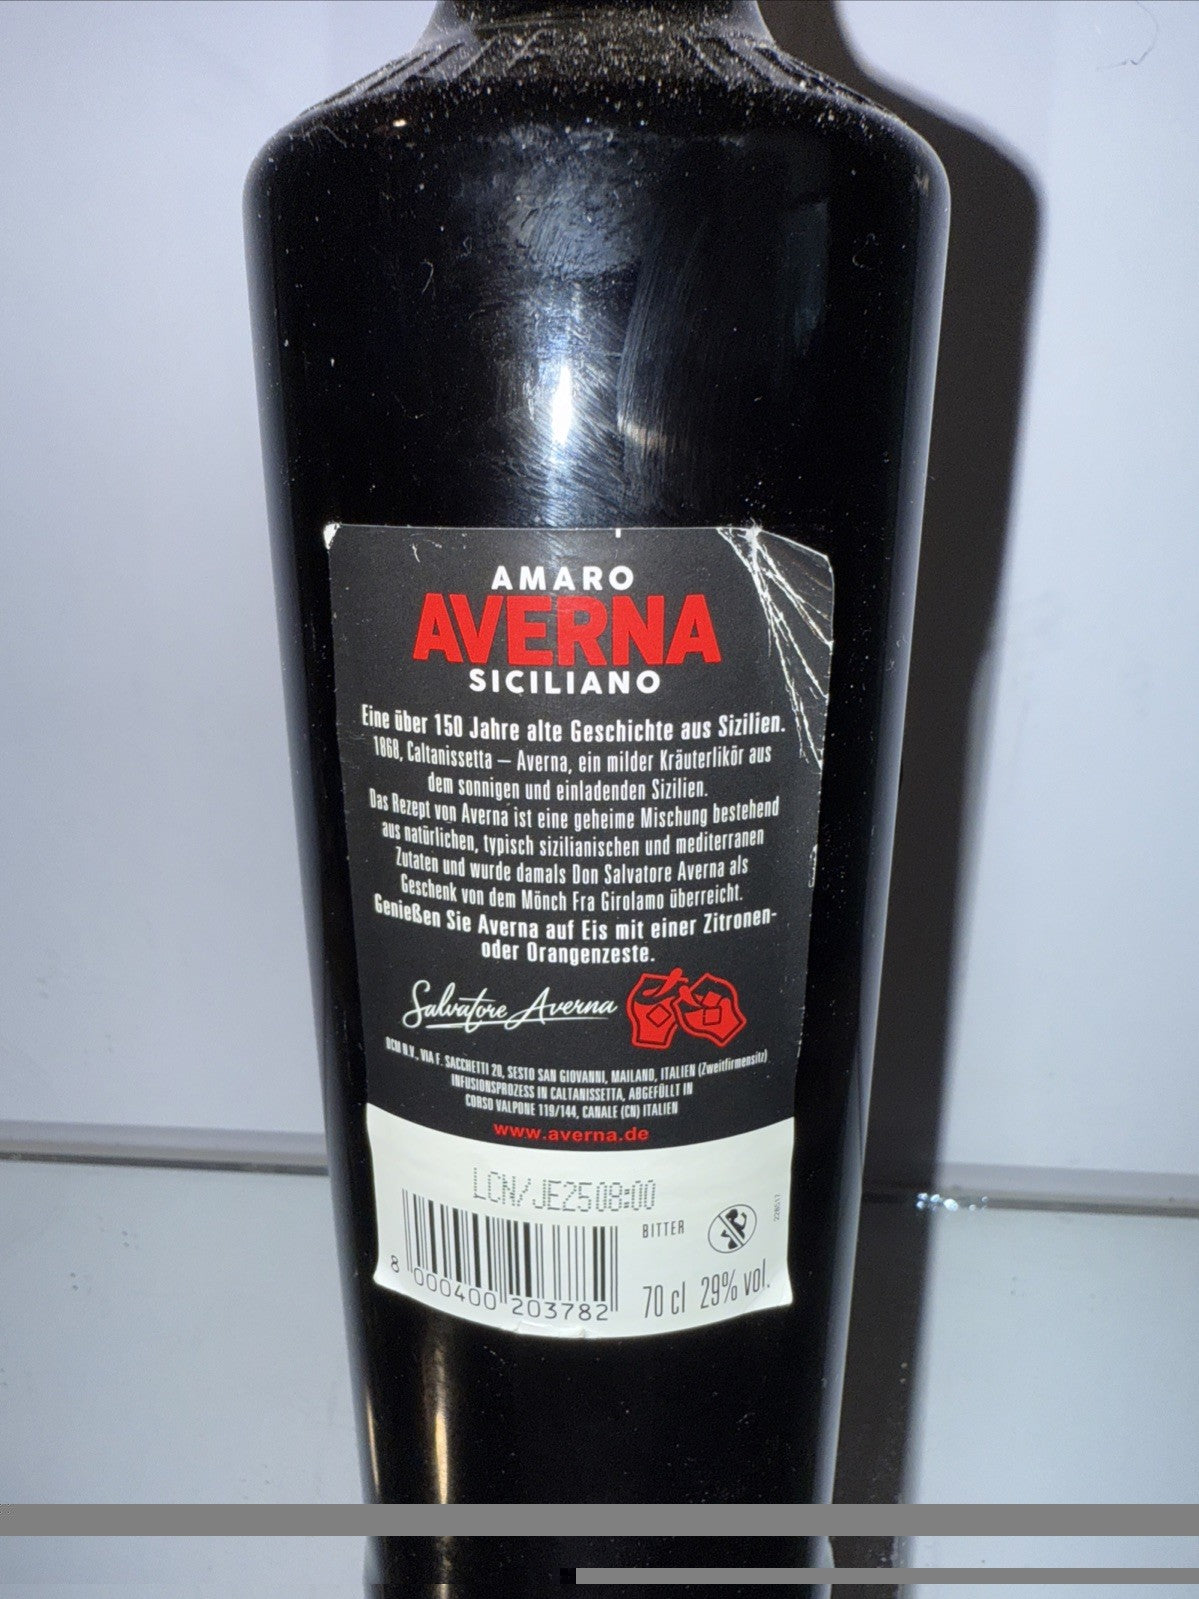 AMARO
AVERNA
SICILIANO
Eine über 150 Jahre alte Geschichte aus Sizilien.
1868, Caltanissetta – Averna, ein milder Kräuterlikör aus
dem sonnigen und einladenden Sizilien.
Das Rezept von Averna ist eine geheime Mischung bestehend
aus natürlichen, typisch sizilianischen und mediterranen
Zutaten und wurde damals Don Salvatore Averna als
Geschenk von dem Mönch Fra Girolamo überreicht.
Genießen Sie Averna auf Eis mit einer Zitronen-
oder Orangenzeste.
Salvatore Averna
DCM N.V., VIA F. SACCHETTI 20, SESTO SAN GIOVANNI, MAILAND, ITALIEN (Zweitfirmensitz)
INFUSIONSPROZESS IN CALTANISSETTA, ABGEFÜLLT IN
CORSO VALPONE 119/144, CANALE (CN) ITALIEN
www.averna.de
LCN/JE25 08:00
BITTER
8 000400 203782
70 cl 29% vol.